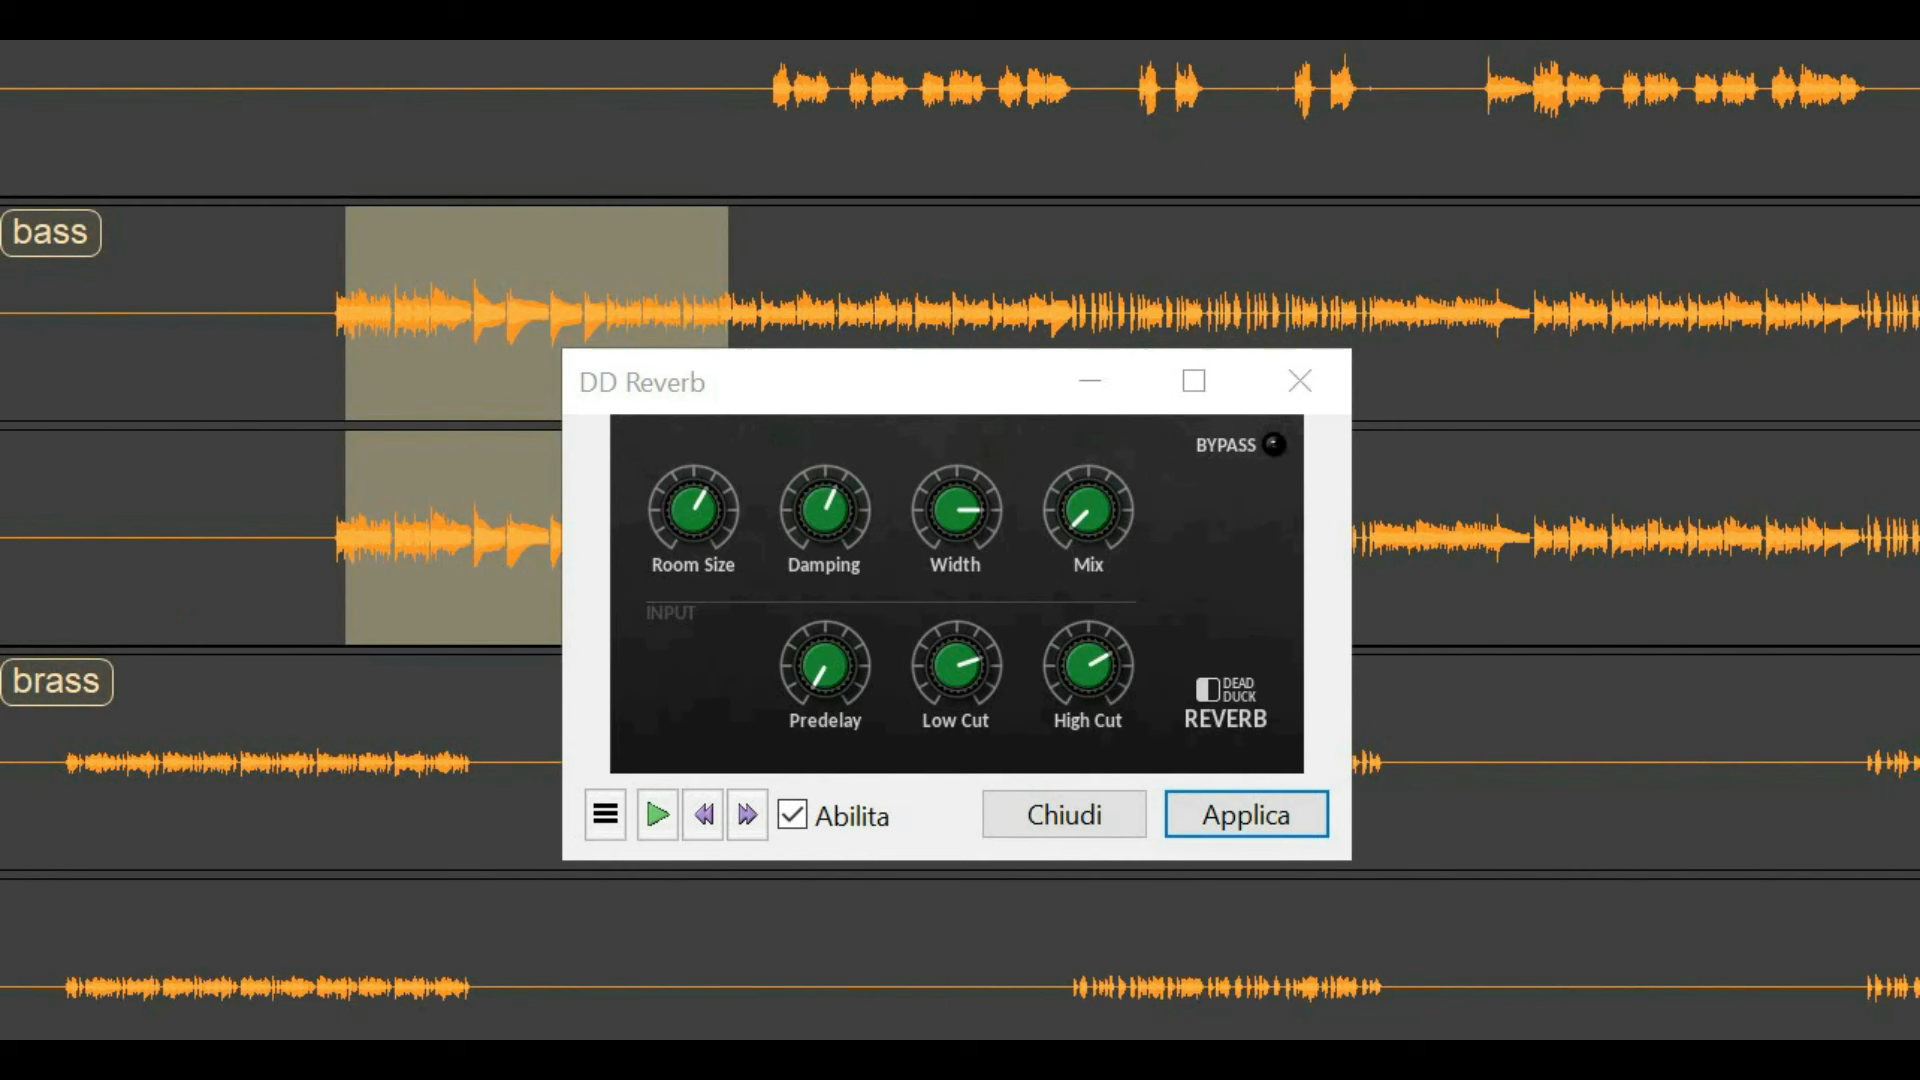 bass
DD Reverb
BYPASS
Room Size
Damping
Width
Mix
INPUT
brass
Predelay
Low Cut
High Cut
DEAD
DUCK
REVERB
Abilita
Chiudi
Applica